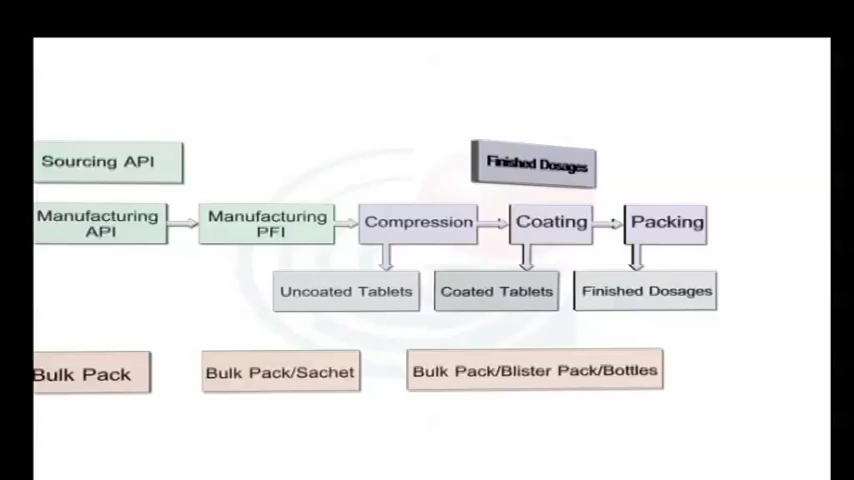 Sourcing API
Finished Dosages
Manufacturing
API
Manufacturing
PFI
Compression
Coating
Packing
Uncoated Tablets
Coated Tablets
Finished Dosages
Bulk Pack
Bulk Pack/Sachet
Bulk Pack/Blister Pack/Bottles